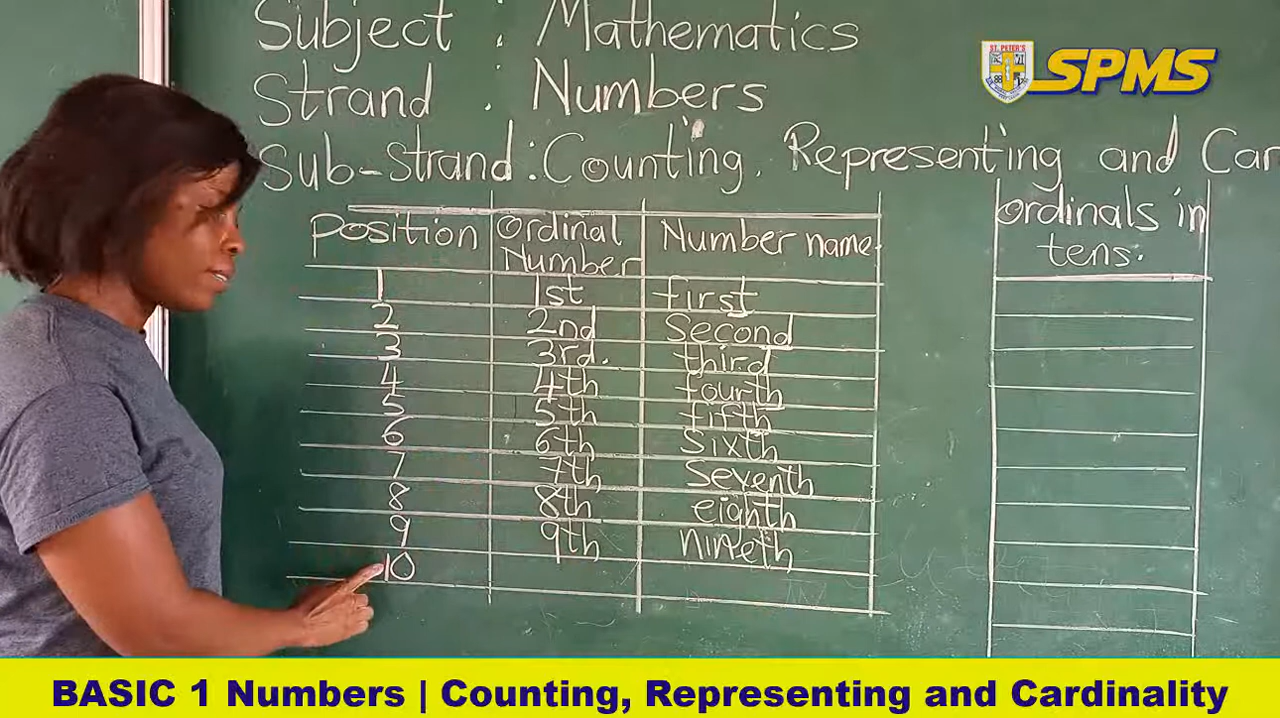 Subject : Mathematics
Strand : Numbers
Sub-Strand : Counting, Representing and Car
ST. PETER'S
SPMS
Position Ordinal Number Number name
1 1st first
2 2nd Second
3 3rd. third
4 4th fourth
5 5th fifth
6 6th Sixth
7 7th Seventh
8 8th eighth
9 9th nineth
10
ordinals in
tens.
BASIC 1 Numbers | Counting, Representing and Cardinality